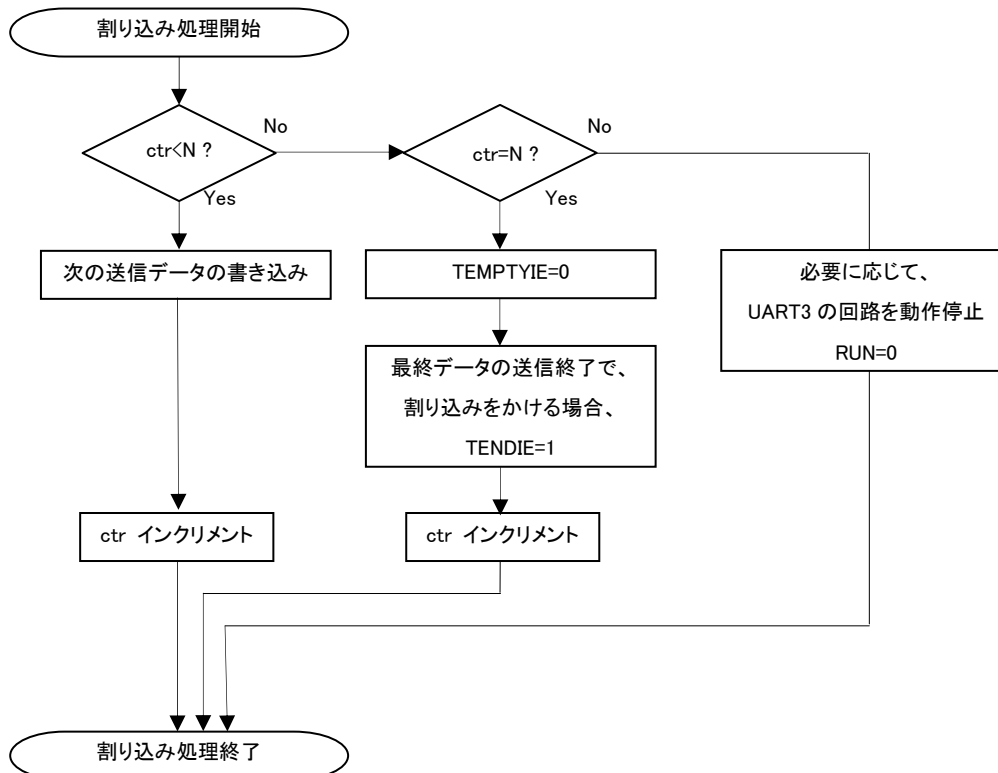 割り込み処理開始
ctr<N ?
No
Yes
ctr=N ?
No
Yes
次の送信データの書き込み
TEMPTYIE=0
必要に応じて、
UART3 の回路を動作停止
RUN=0
最終データの送信終了で、
割り込みをかける場合、
TENDIE=1
ctr インクリメント
ctr インクリメント
割り込み処理終了